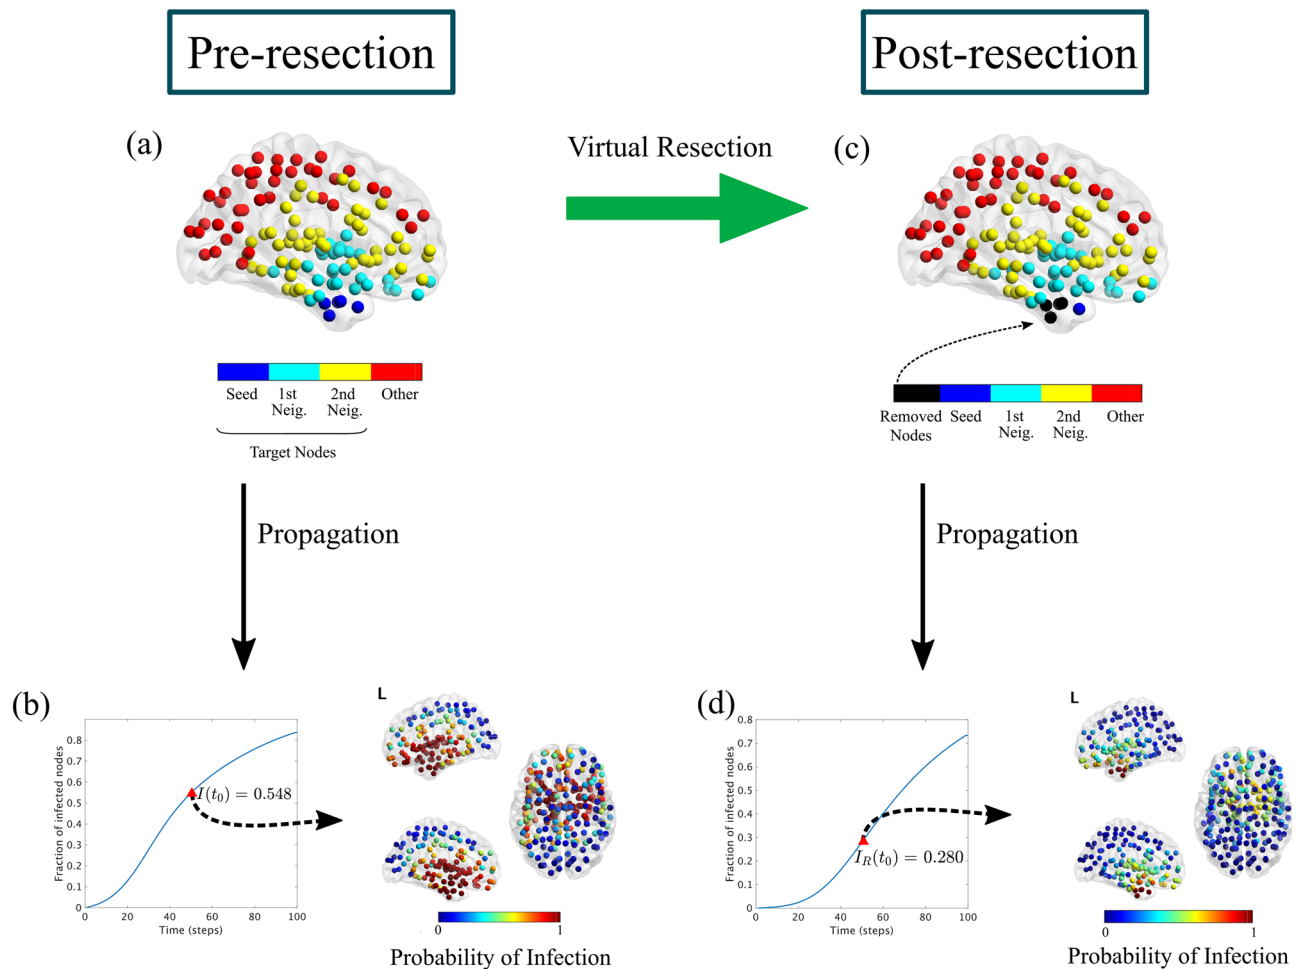 Pre-resection
Post-resection
(a)
Virtual Resection
(c)
Seed
1st
Neig.
2nd
Neig.
Other
Target Nodes
Removed
Nodes
Seed
1st
Neig.
2nd
Neig.
Other
Propagation
Propagation
(b)
L
Fraction of infected nodes
0.8
0.7
0.6
0.5
0.4
0.3
0.2
0.1
0
0 20 40 60 80 100
Time (steps)
I(t₀) = 0.548
0 1
Probability of Infection
(d)
L
Fraction of infected nodes
0.8
0.7
0.6
0.5
0.4
0.3
0.2
0.1
0
0 20 40 60 80 100
Time (steps)
I_R(t₀) = 0.280
0 1
Probability of Infection